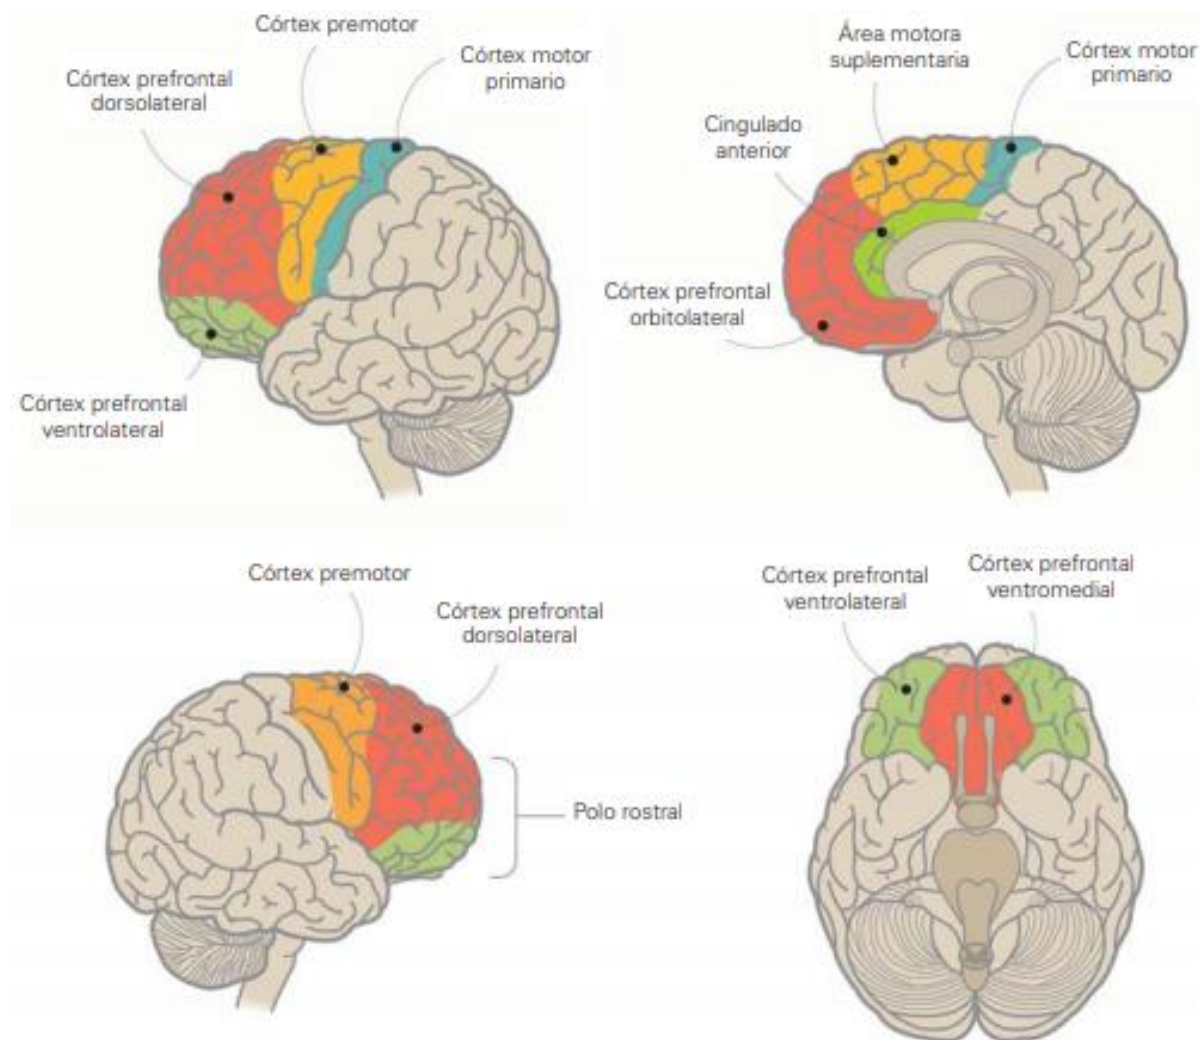 Córtex premotor
Córtex motor
primario
Córtex prefrontal
dorsolateral
Córtex prefrontal
ventrolateral
Área motora
suplementaria
Córtex motor
primario
Cingulado
anterior
Córtex prefrontal
orbitolateral
Córtex premotor
Córtex prefrontal
dorsolateral
Polo rostral
Córtex prefrontal
ventrolateral
Córtex prefrontal
ventromedial